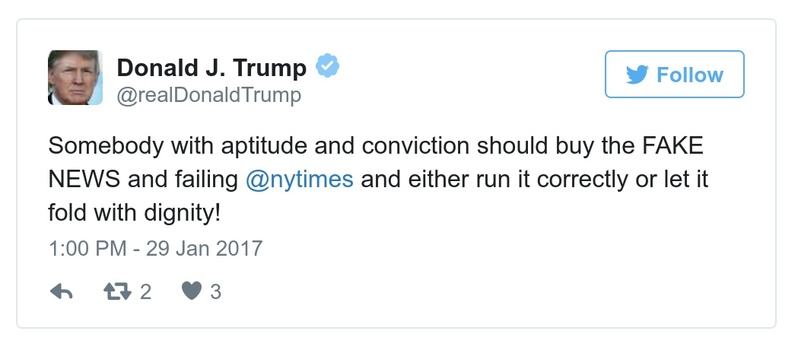 Donald J. Trump
@realDonaldTrump
Follow
Somebody with aptitude and conviction should buy the FAKE
NEWS and failing @nytimes and either run it correctly or let it
fold with dignity!
1:00 PM - 29 Jan 2017
2 3